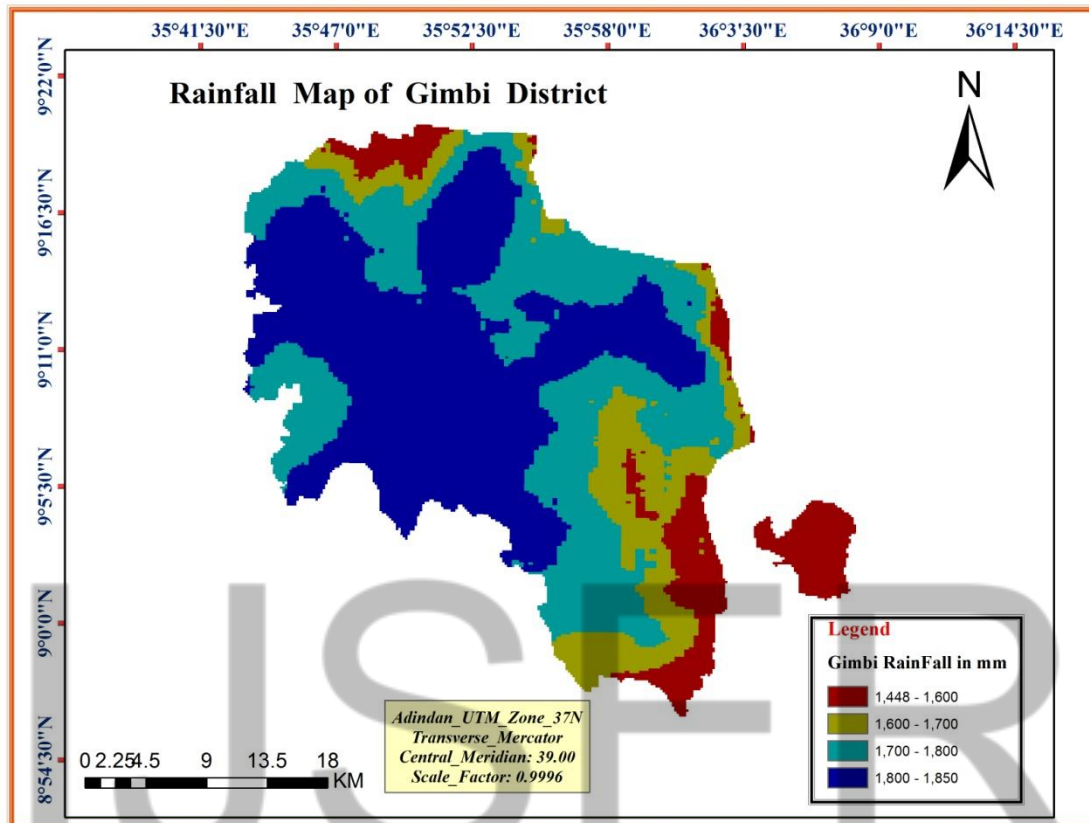 35°41'30"E 35°47'0"E 35°52'30"E 35°58'0"E 36°3'30"E 36°9'0"E 36°14'30"E
9°22'0"N
9°16'30"N
9°11'0"N
9°5'30"N
9°0'0"N
8°54'30"N
Rainfall Map of Gimbi District
N
Legend
Gimbi RainFall in mm
1,448 - 1,600
1,600 - 1,700
1,700 - 1,800
1,800 - 1,850
Adindan_UTM_Zone_37N
Transverse_Mercator
Central_Meridian: 39.00
Scale_Factor: 0.9996
0 2.25 4.5 9 13.5 18
KM
IJSER